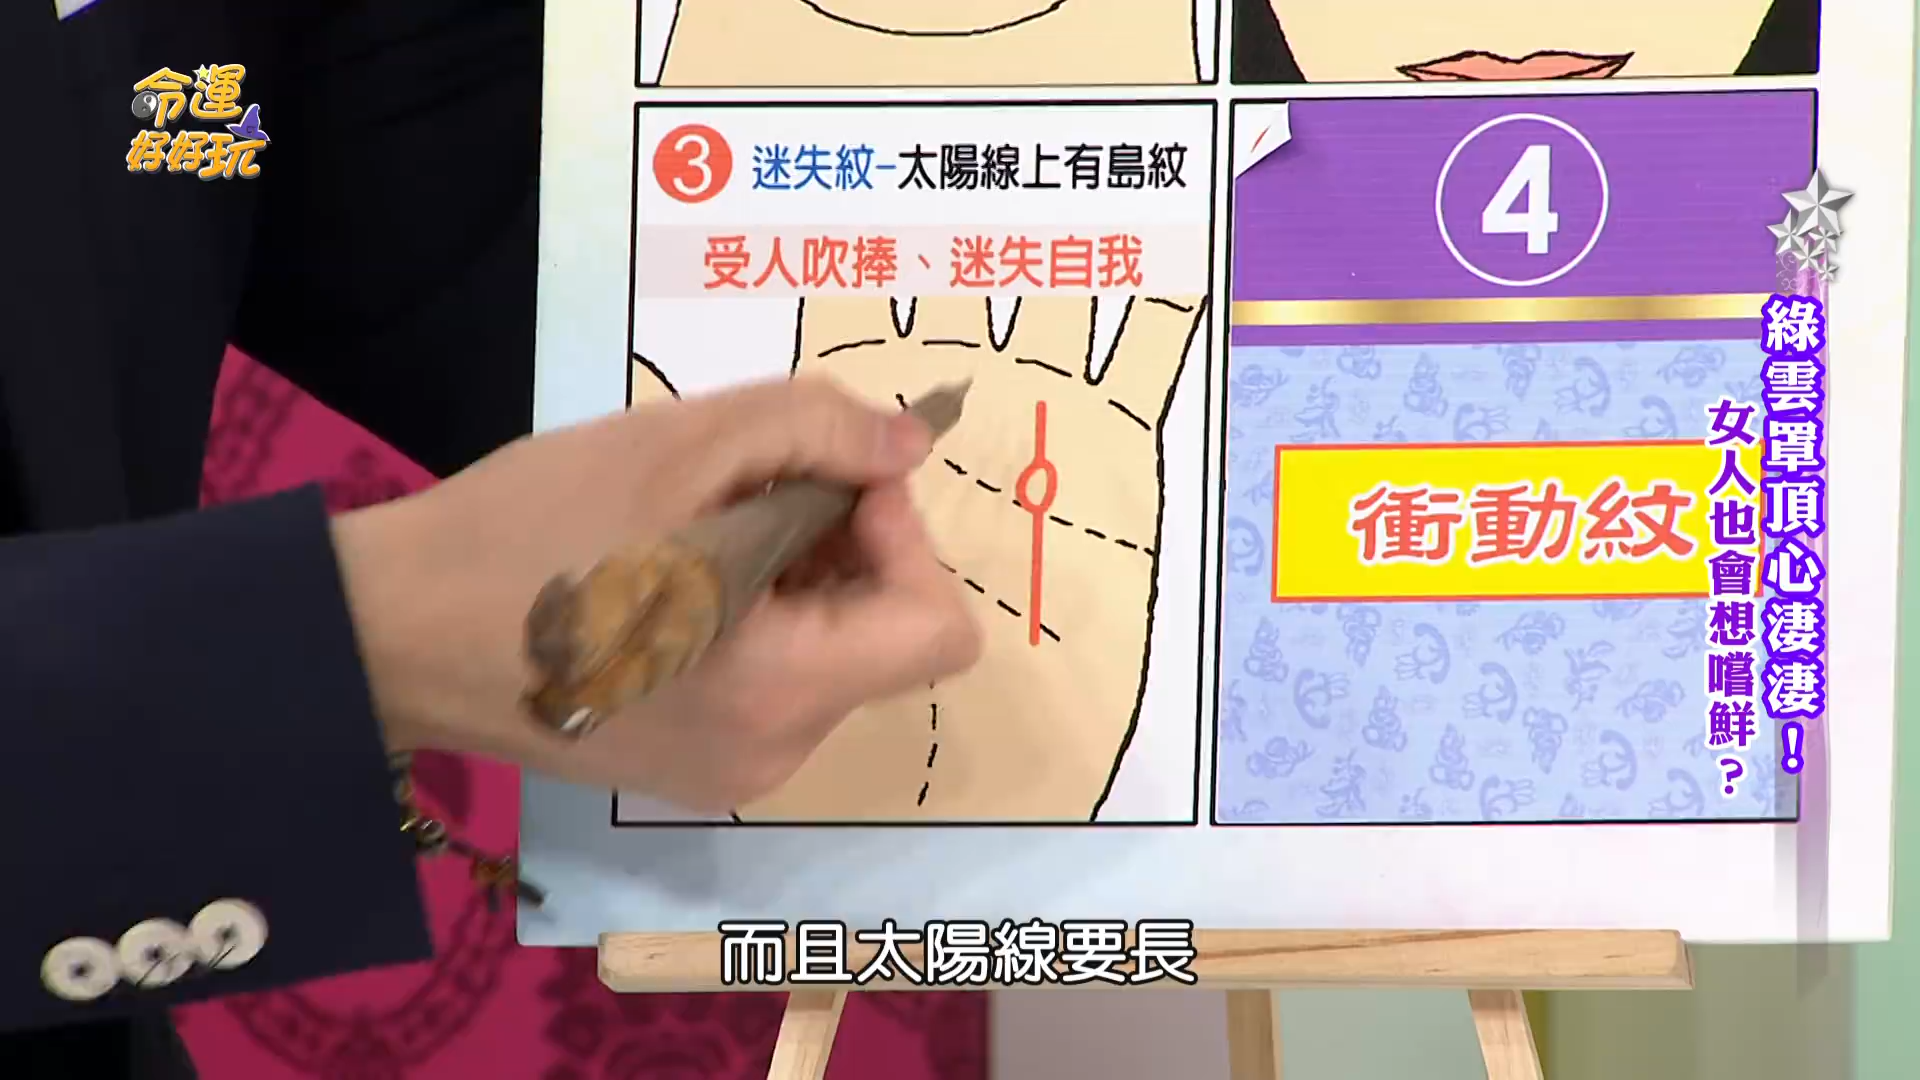 命運
好好玩
3 迷失紋-太陽線上有島紋
受人吹捧、迷失自我
4
衝動紋
綠雲罩頂心淒淒!
女人也會想嚐鮮?
而且太陽線要長